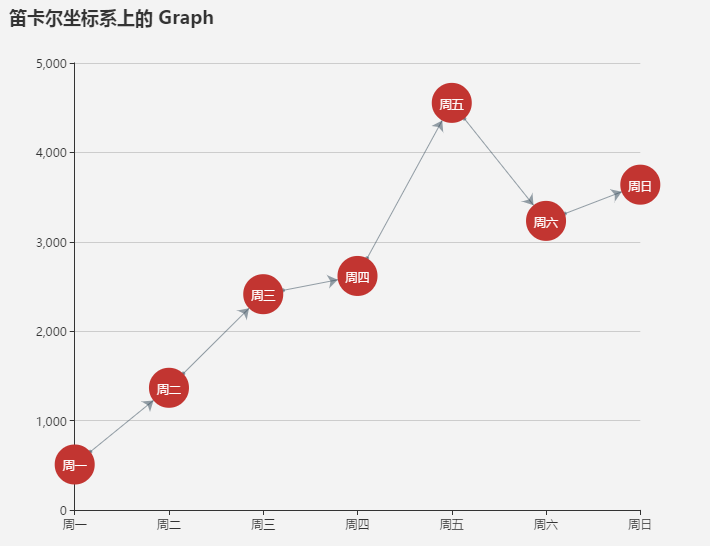 笛卡尔坐标系上的 Graph
5,000
周五
4,000
周日
周六
3,000
周四
周三
2,000
周二
1,000
周一
0
周一 周二 周三 周四 周五 周六 周日